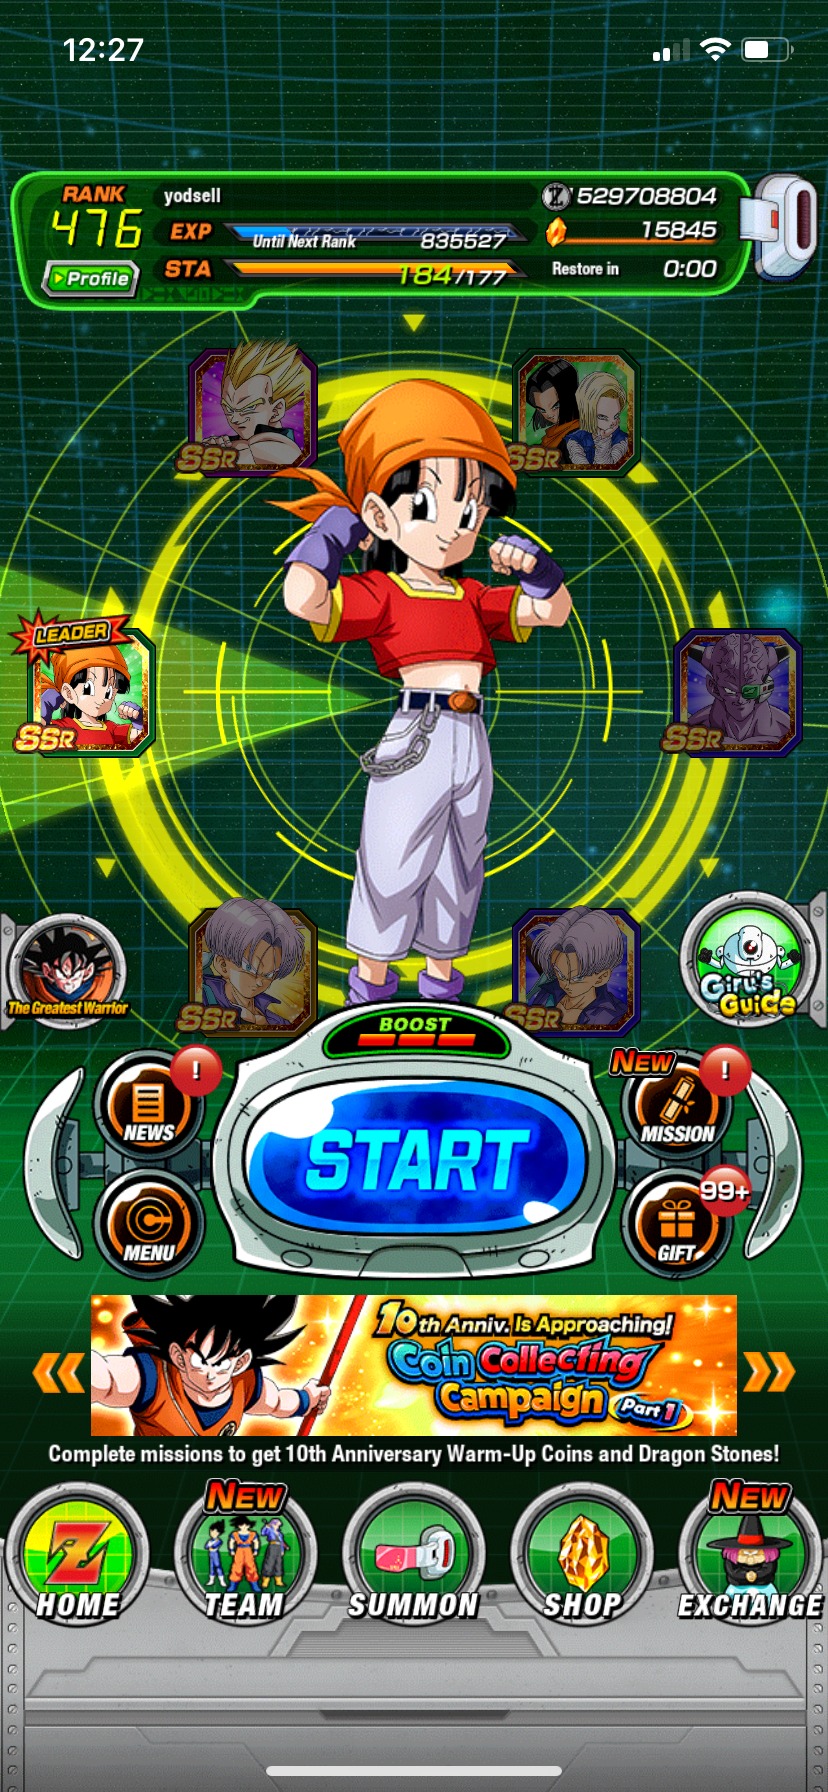 12:27
RANK
476
yodsell
529708804
EXP
Until Next Rank
835527
15845
Profile
STA
184/177
Restore in
0:00
SSR
SSR
LEADER
SSR
SSR
The Greatest Warrior
SSR
SSR
Giru's
Guide
BOOST
NEWS
!
START
NEW
!
MISSION
MENU
99+
GIFT
10th Anniv. Is Approaching!
Coin Collecting
Campaign Part 1
Complete missions to get 10th Anniversary Warm-Up Coins and Dragon Stones!
Z
HOME
NEW
TEAM
SUMMON
SHOP
NEW
EXCHANGE